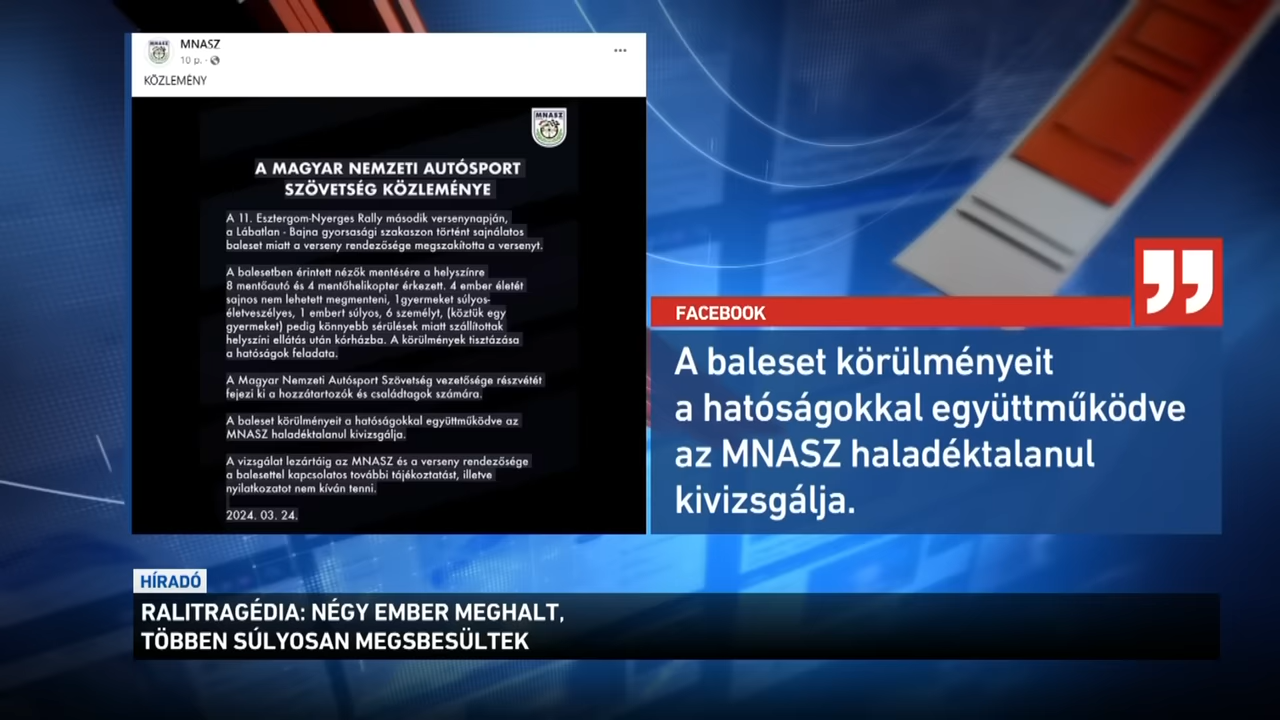 MNASZ
10 p.
KÖZLEMÉNY
MNASZ
A MAGYAR NEMZETI AUTÓSPORT
SZÖVETSÉG KÖZLEMÉNYE
A 11. Esztergom-Nyerges Rally második versenynapján,
a Lábatlan - Bajna gyorsasági szakaszon történt sajnálatos
baleset miatt a verseny rendezősége megszakította a versenyt.
A balesetben érintett nézők mentésére a helyszínre
8 mentőautó és 4 mentőhelikopter érkezett. 4 ember életét
sajnos nem lehetett megmenteni, 1gyermeket súlyos-
életveszélyes, 1 embert súlyos, 6 személyt, (köztük egy
gyermeket) pedig könnyebb sérülések miatt szállítottak
helyszíni ellátás után kórházba. A körülmények tisztázása
a hatóságok feladata.
A Magyar Nemzeti Autósport Szövetség vezetősége részvétét
fejezi ki a hozzátartozók és családtagok számára.
A baleset körülményeit a hatóságokkal együttműködve az
MNASZ haladéktalanul kivizsgálja.
A vizsgálat lezártáig az MNASZ és a verseny rendezősége
a balesettel kapcsolatos további tájékoztatást, illetve
nyilatkozatot nem kíván tenni.
2024. 03. 24.
FACEBOOK
A baleset körülményeit
a hatóságokkal együttműködve
az MNASZ haladéktalanul
kivizsgálja.
HÍRADÓ
RALITRAGÉDIA: NÉGY EMBER MEGHALT,
TÖBBEN SÚLYOSAN MEGSBESÜLTEK